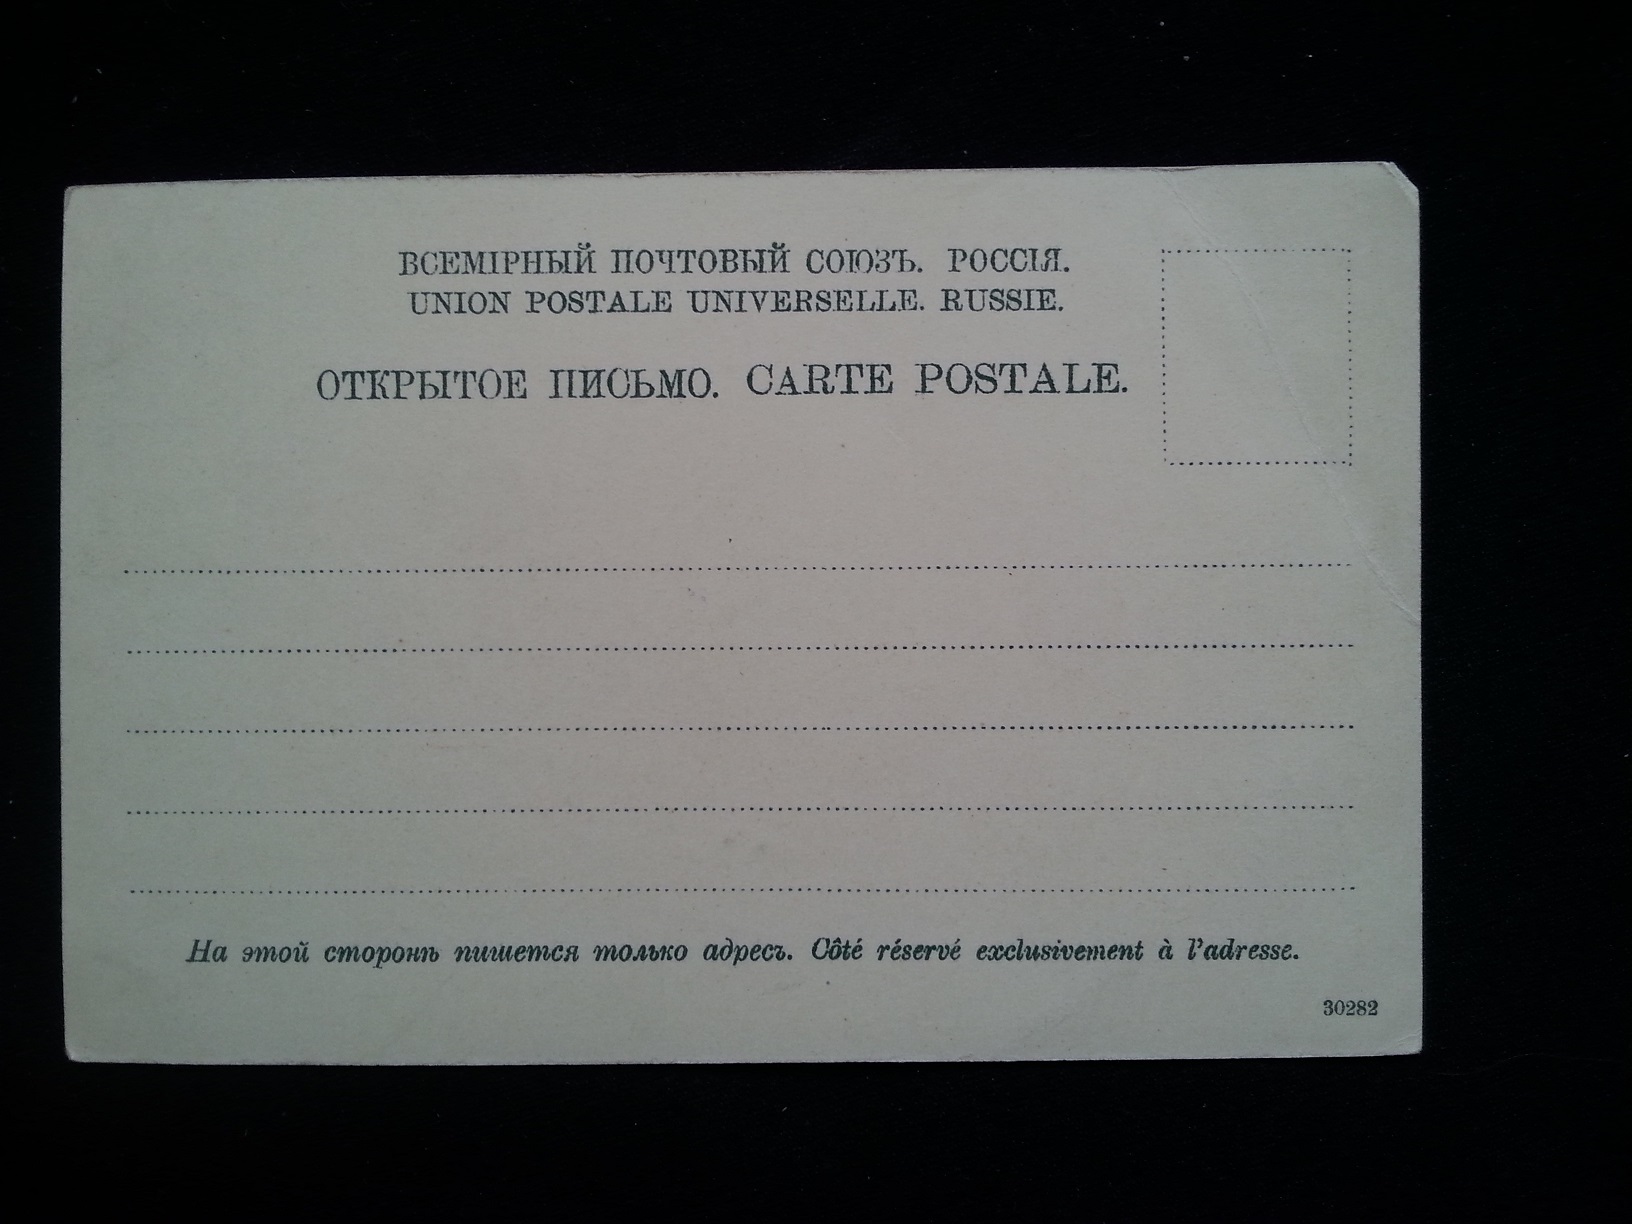 ВСЕМІРНЫЙ ПОЧТОВЫЙ СОЮЗЪ. РОССІЯ.
UNION POSTALE UNIVERSELLE. RUSSIE.
ОТКРЫТОЕ ПИСЬМО. CARTE POSTALE.
На этой сторонѣ пишется только адресъ. Côté réservé exclusivement à l'adresse.
30282